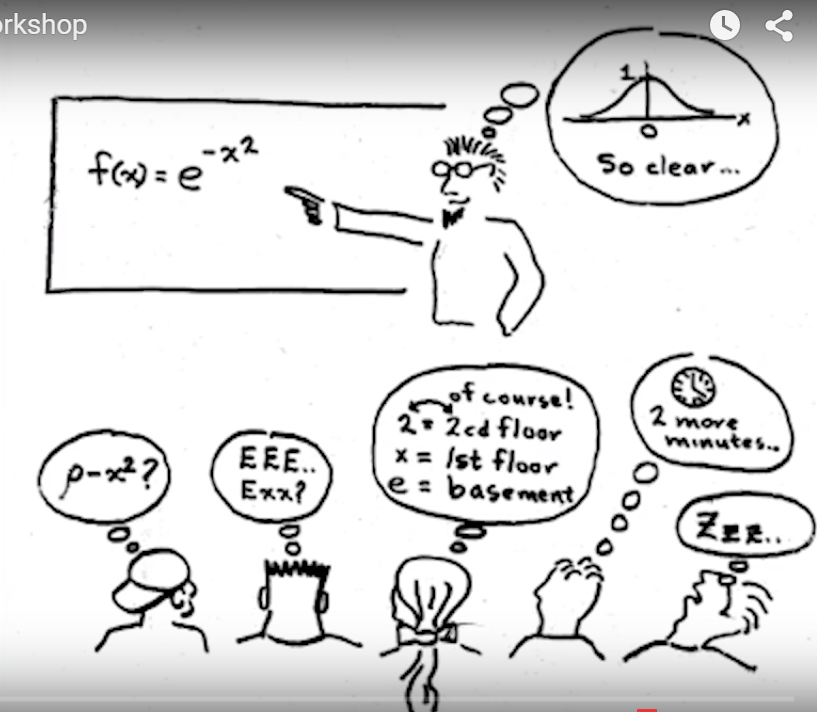 orkshop
f(x) = e^-x^2
1
x
0
So clear...
ρ-x²?
EEE..
Exx?
of course!
2 = 2cd floor
x = 1st floor
e = basement
2 more
minutes..
Zzz..